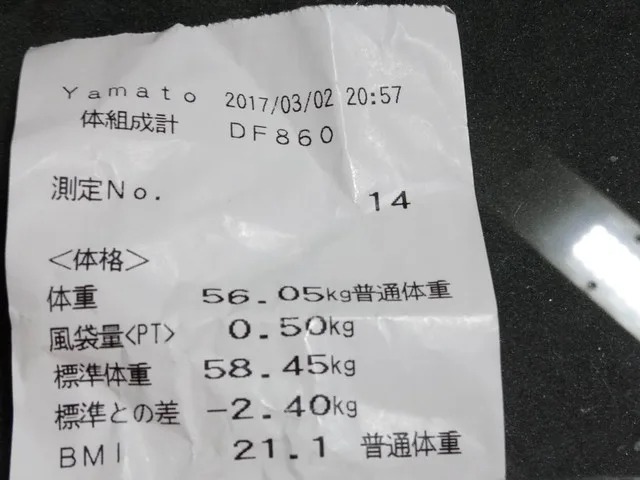 Yamato 2017/03/02 20:57
体組成計 DF860
測定No. 14
<体格>
体重 56.05kg普通体重
風袋量<PT> 0.50kg
標準体重 58.45kg
標準との差 -2.40kg
BMI 21.1 普通体重